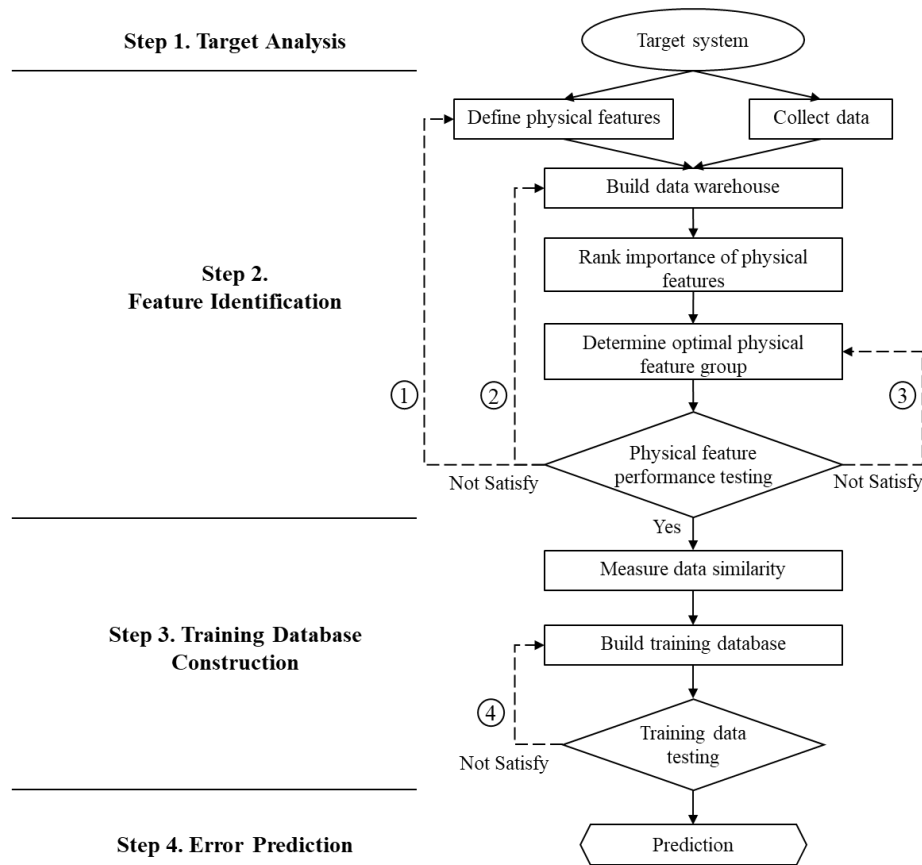 Step 1. Target Analysis
Target system
Define physical features
Collect data
Build data warehouse
Step 2.
Feature Identification
Rank importance of physical
features
Determine optimal physical
feature group
1
2
3
Physical feature
performance testing
Not Satisfy
Not Satisfy
Yes
Measure data similarity
Step 3. Training Database
Construction
Build training database
4
Training data
testing
Not Satisfy
Step 4. Error Prediction
Prediction